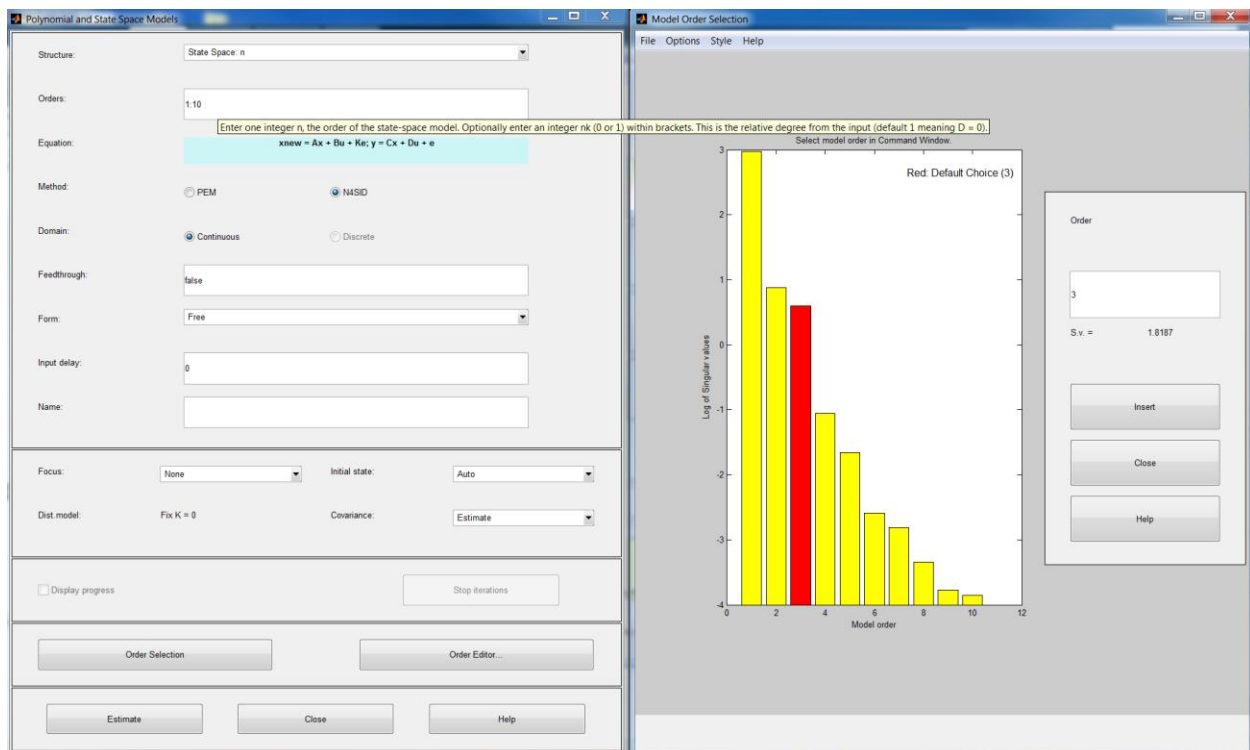 Polynomial and State Space Models
Structure:
State Space: n
Orders:
1:10
Enter one integer n, the order of the state-space model. Optionally enter an integer nk (0 or 1) within brackets. This is the relative degree from the input (default 1 meaning D = 0).
Equation:
xnew = Ax + Bu + Ke; y = Cx + Du + e
Method:
PEM
N4SID
Domain:
Continuous
Discrete
Feedthrough:
false
Form:
Free
Input delay:
0
Name:
Focus:
None
Initial state:
Auto
Dist.model:
Fix K = 0
Covariance:
Estimate
Display progress
Stop iterations
Order Selection
Order Editor...
Estimate
Close
Help
Model Order Selection
File Options Style Help
Select model order in Command Window.
Red: Default Choice (3)
Log of Singular values
3
2
1
0
-1
-2
-3
-4
0 2 4 6 8 10 12
Model order
Order
3
S.v. = 1.8187
Insert
Close
Help